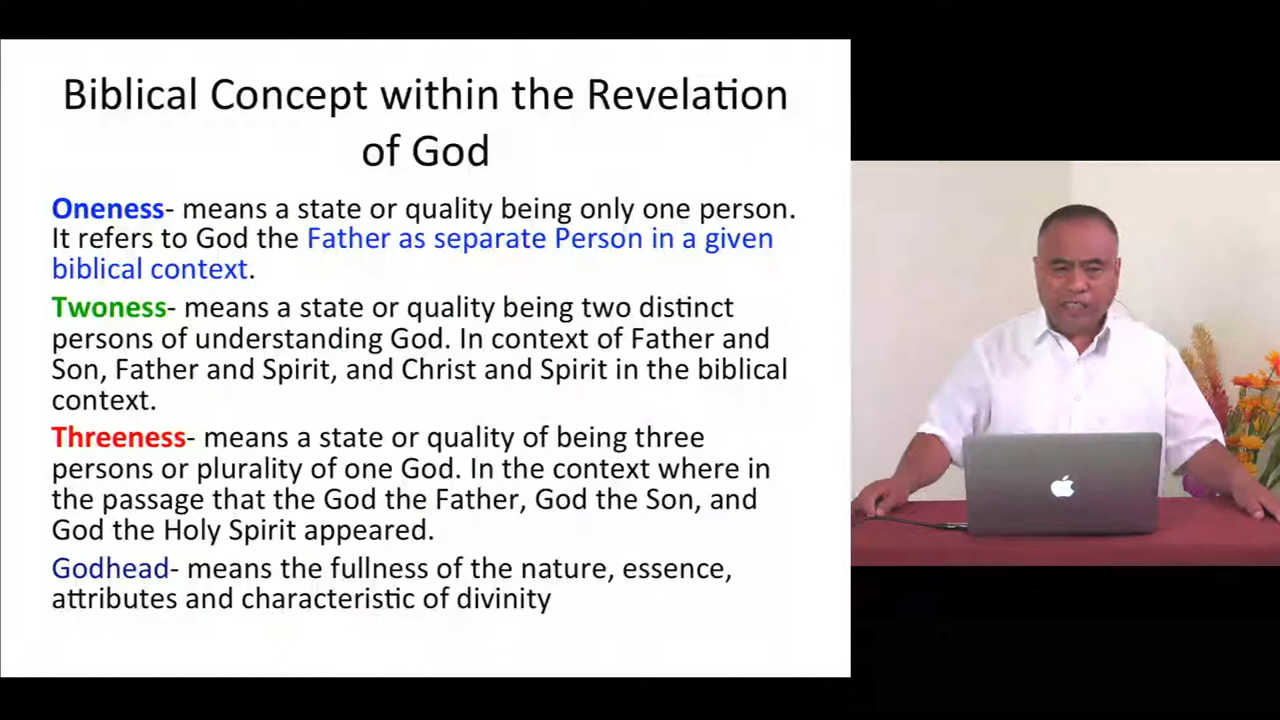 Biblical Concept within the Revelation
of God
Oneness- means a state or quality being only one person.
It refers to God the Father as separate Person in a given
biblical context.
Twoness- means a state or quality being two distinct
persons of understanding God. In context of Father and
Son, Father and Spirit, and Christ and Spirit in the biblical
context.
Threeness- means a state or quality of being three
persons or plurality of one God. In the context where in
the passage that the God the Father, God the Son, and
God the Holy Spirit appeared.
Godhead- means the fullness of the nature, essence,
attributes and characteristic of divinity